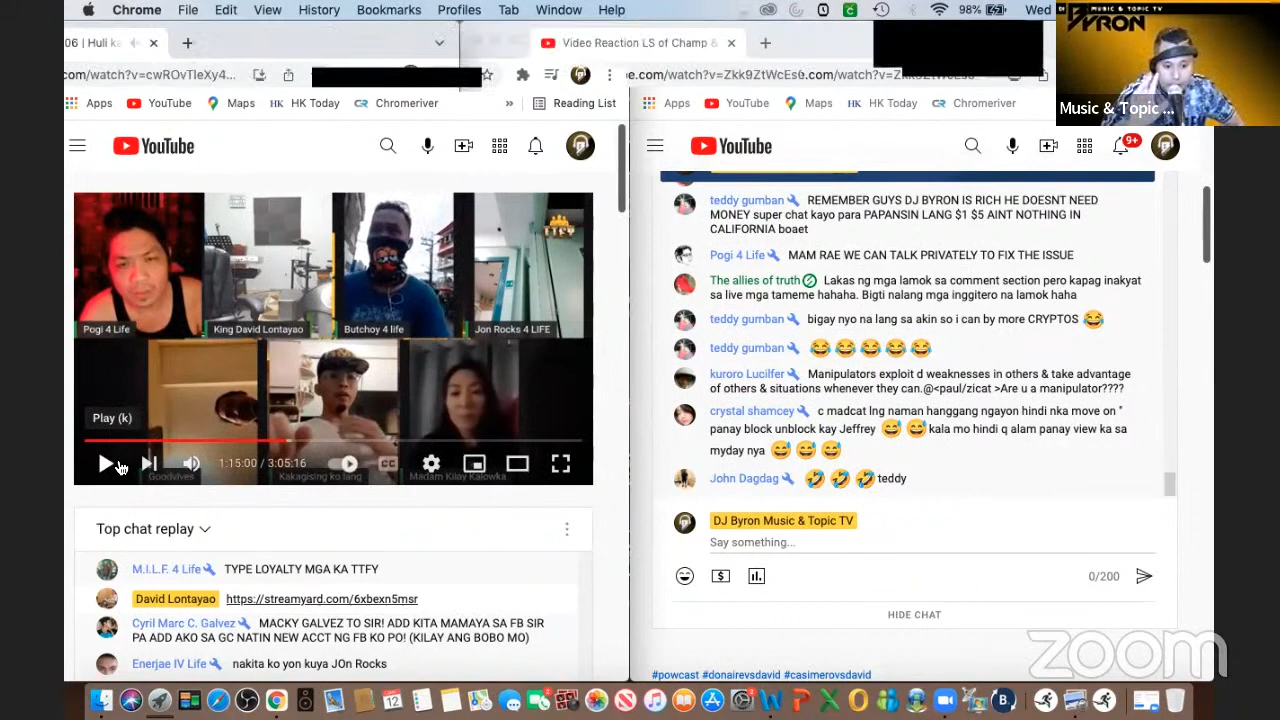 Chrome File Edit View History Bookmarks Profiles Tab Window Help 98% Wed
MUSIC & TOPIC TV
BYRON
Music & Topic ...
06 | Huli ka
Video Reaction LS of Champ &
com/watch?v=cwROvTIeXy4...
Apps YouTube Maps HK Today Chromeriver » Reading List
Apps YouTube Maps HK Today Chromeriver
YouTube
YouTube 9+
Pogi 4 Life King David Lontayao Butchoy 4 life Jon Rocks 4 LIFE
TTFY
Play (k)
1:15:00 / 3:05:16
CC
Goodvives Kakagising ko lang Madam Kilay Kalowka
Top chat replay
M.I.L.F. 4 Life TYPE LOYALTY MGA KA TTFY
David Lontayao https://streamyard.com/6xbexn5msr
Cyril Marc C. Galvez MACKY GALVEZ TO SIR! ADD KITA MAMAYA SA FB SIR
PA ADD AKO SA GC NATIN NEW ACCT NG FB KO PO! (KILAY ANG BOBO MO)
Enerjae IV Life nakita ko yon kuya JOn Rocks
teddy gumban REMEMBER GUYS DJ BYRON IS RICH HE DOESNT NEED
MONEY super chat kayo para PAPANSIN LANG $1 $5 AINT NOTHING IN
CALIFORNIA boaet
Pogi 4 Life MAM RAE WE CAN TALK PRIVATELY TO FIX THE ISSUE
The allies of truth Lakas ng mga lamok sa comment section pero kapag inakyat
sa live mga tameme hahaha. Bigti nalang mga inggitero na lamok haha
teddy gumban bigay nyo na lang sa akin so i can by more CRYPTOS 😂
teddy gumban 😂😂😂😂😂
kuroro Lucilfer Manipulators exploit d weaknesses in others & take advantage
of others & situations whenever they can.@<paul/zicat >Are u a manipulator????
crystal shamcey c madcat lng naman hanggang ngayon hindi nka move on "
panay block unblock kay Jeffrey 😅😅 kala mo hindi q alam panay view ka sa
myday nya 😅😅😅
John Dagdag 🤣🤣🤣 teddy
DJ Byron Music & Topic TV
Say something...
0/200
HIDE CHAT
#powcast #donairevsdavid #casimerovsdavid
zoom
12